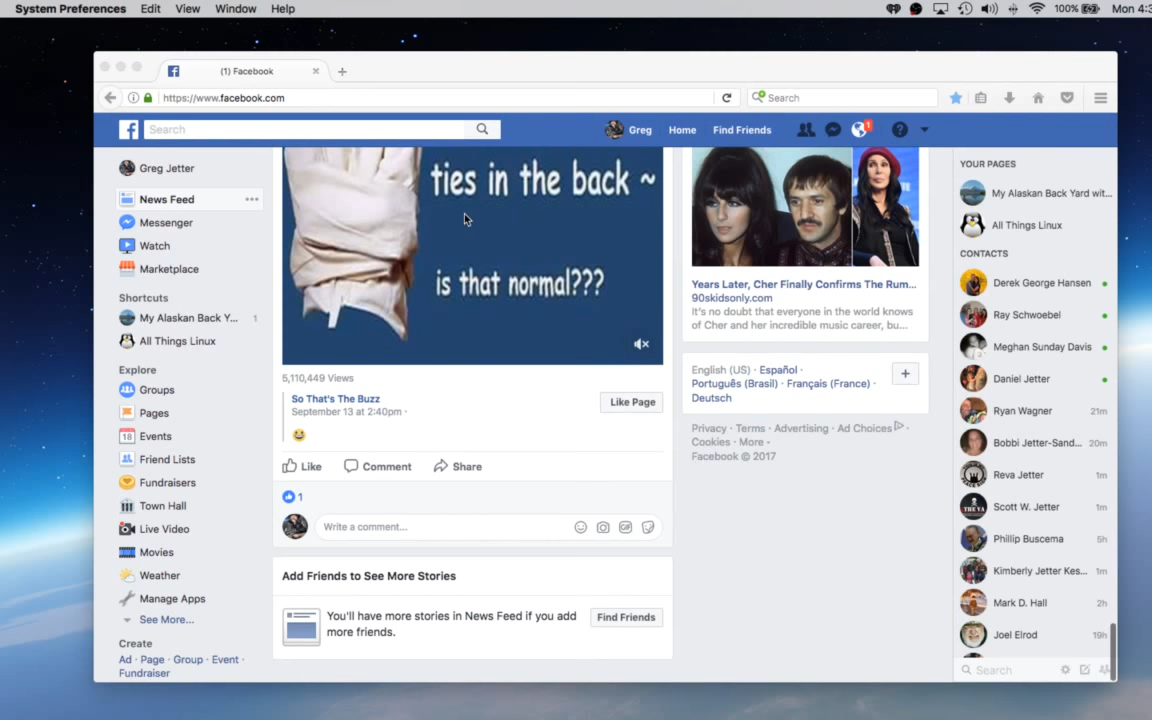 System Preferences Edit View Window Help
100% Mon 4:3
(1) Facebook
https://www.facebook.com
Search
Search
Greg Home Find Friends
1
Greg Jetter
News Feed
Messenger
Watch
Marketplace
Shortcuts
My Alaskan Back Y... 1
All Things Linux
Explore
Groups
Pages
18 Events
Friend Lists
Fundraisers
Town Hall
Live Video
Movies
Weather
Manage Apps
See More...
Create
Ad · Page · Group · Event ·
Fundraiser
ties in the back ~
is that normal???
5,110,449 Views
So That's The Buzz
September 13 at 2:40pm ·
Like Page
Like Comment Share
1
Write a comment...
GIF
Add Friends to See More Stories
You'll have more stories in News Feed if you add
more friends.
Find Friends
Years Later, Cher Finally Confirms The Rum...
90skidsonly.com
It's no doubt that everyone in the world knows
of Cher and her incredible music career, bu...
English (US) · Español ·
Português (Brasil) · Français (France) ·
Deutsch
Privacy · Terms · Advertising · Ad Choices ·
Cookies · More
Facebook © 2017
YOUR PAGES
My Alaskan Back Yard wit...
All Things Linux
CONTACTS
Derek George Hansen
Ray Schwoebel
Meghan Sunday Davis
Daniel Jetter
Ryan Wagner 21m
Bobbi Jetter-Sand... 20m
Reva Jetter 1m
Scott W. Jetter 1m
Phillip Buscema 5h
Kimberly Jetter Kes... 1m
Mark D. Hall 2h
Joel Elrod 19h
Search